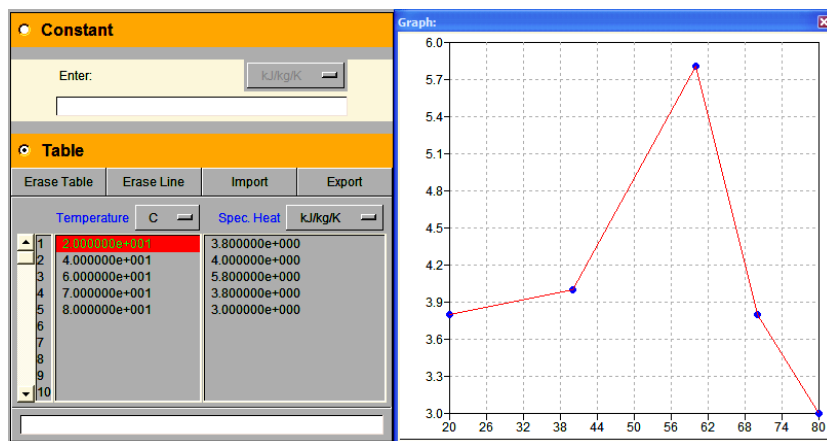 Constant
Enter:
kJ/kg/K
Table
Erase Table Erase Line Import Export
Temperature C Spec. Heat kJ/kg/K
1 2.000000e+001 3.800000e+000
2 4.000000e+001 4.000000e+000
3 6.000000e+001 5.800000e+000
4 7.000000e+001 3.800000e+000
5 8.000000e+001 3.000000e+000
6
7
8
9
10
Graph:
6.0
5.7
5.4
5.1
4.8
4.5
4.2
3.9
3.6
3.3
3.0
20 26 32 38 44 50 56 62 68 74 80